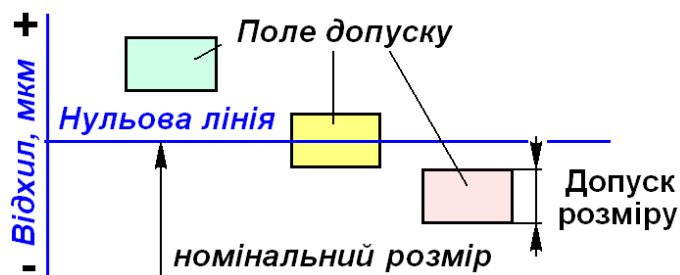 +
Відхил, мкм
-
Поле допуску
Нульова лінія
Допуск
розміру
номінальний розмір